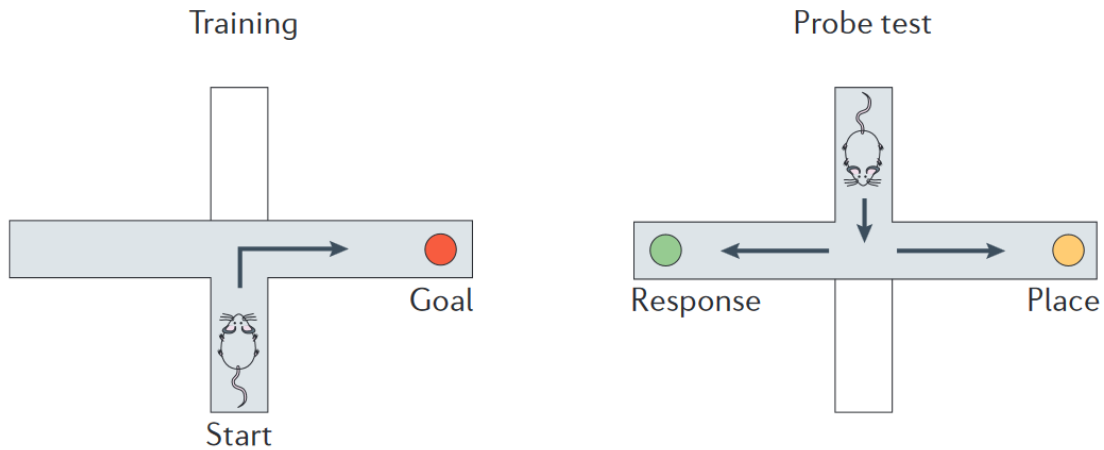 Training
Probe test
Goal
Start
Response
Place